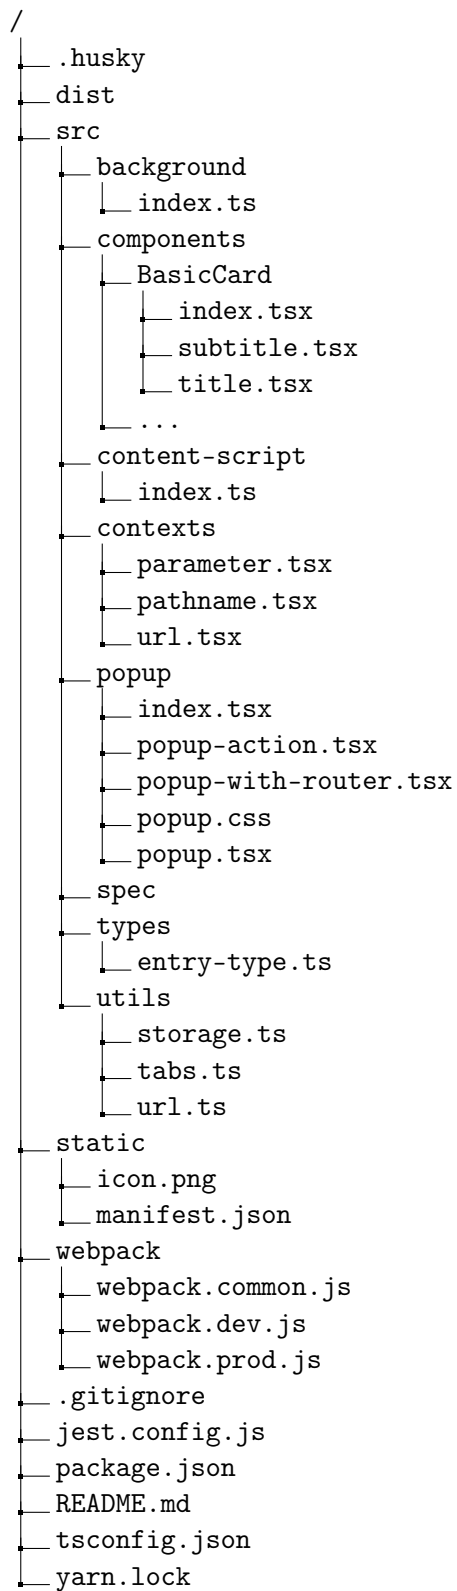 /
.husky
dist
src
background
index.ts
components
BasicCard
index.tsx
subtitle.tsx
title.tsx
...
content-script
index.ts
contexts
parameter.tsx
pathname.tsx
url.tsx
popup
index.tsx
popup-action.tsx
popup-with-router.tsx
popup.css
popup.tsx
spec
types
entry-type.ts
utils
storage.ts
tabs.ts
url.ts
static
icon.png
manifest.json
webpack
webpack.common.js
webpack.dev.js
webpack.prod.js
.gitignore
jest.config.js
package.json
README.md
tsconfig.json
yarn.lock